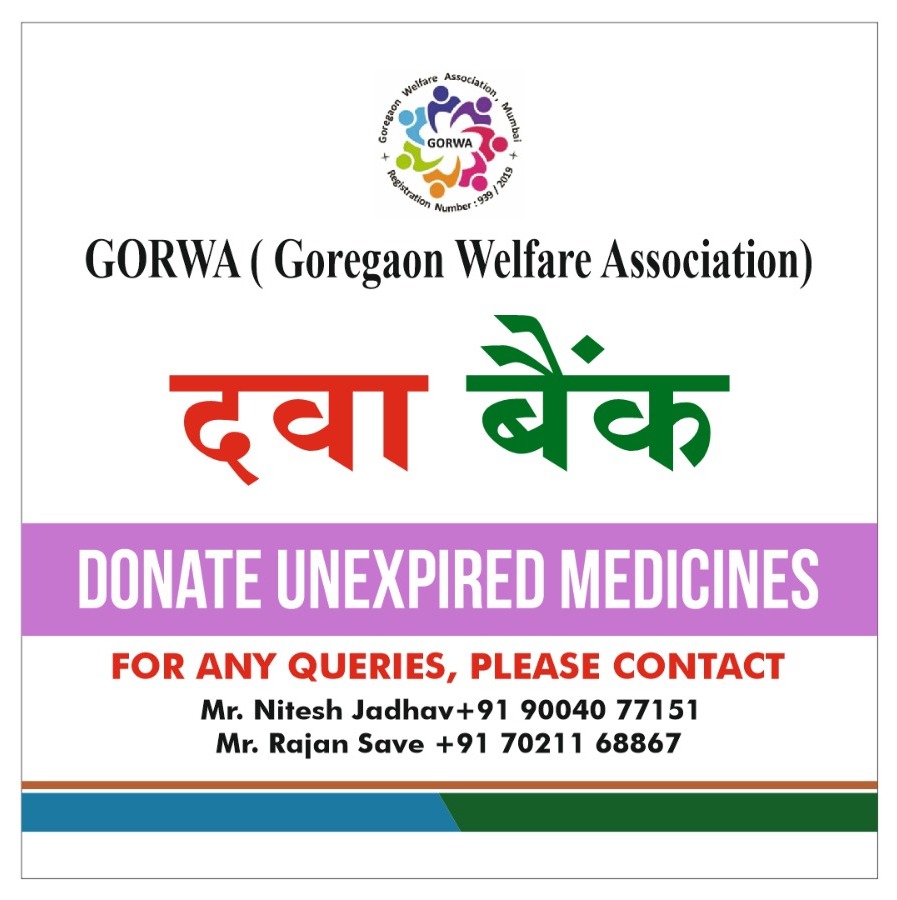 Goregaon Welfare Association, Mumbai
GORWA
+ Registration Number : 939 / 2019 +
GORWA ( Goregaon Welfare Association)
दवा बैंक
DONATE UNEXPIRED MEDICINES
FOR ANY QUERIES, PLEASE CONTACT
Mr. Nitesh Jadhav+91 90040 77151
Mr. Rajan Save +91 70211 68867